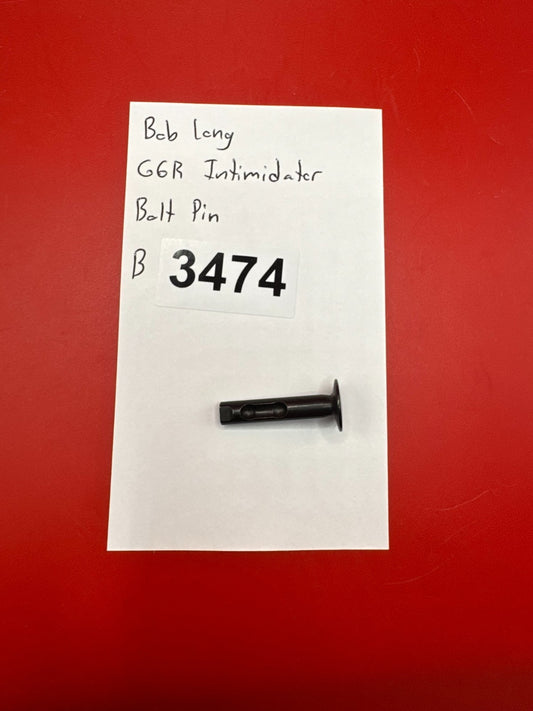 Bob Long
G6R Intimidator
Bolt Pin
B 3474